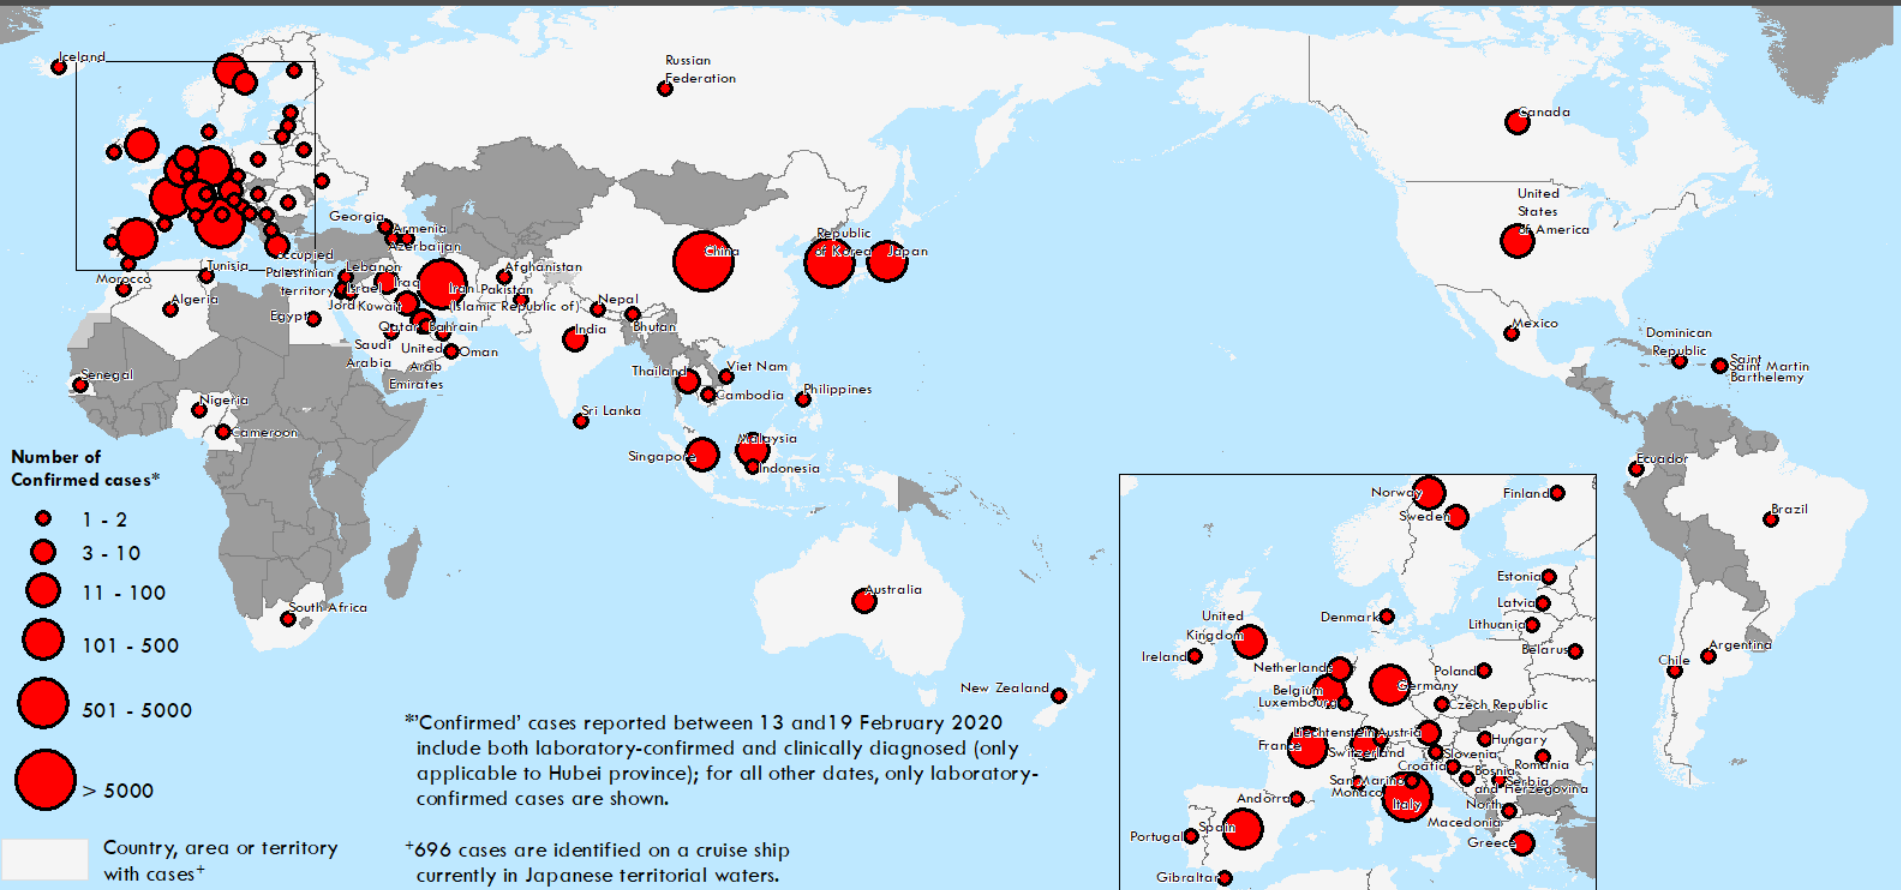 Iceland
Russian
Federation
Canada
United
States
of America
Georgia
Armenia
Azerbaijan
occupied
Palestinian
territory
Lebanon
Israel
Jord
Kuwait
Iraq
Iran
(Islamic Republic of)
Afghanistan
Pakistan
China
Republic
of Korea
Japan
Morocco
Tunisia
Algeria
Egypt
Qatar
Bahrain
Saudi
Arabia
United
Arab
Emirates
Oman
Nepal
Bhutan
India
Thailand
Viet Nam
Cambodia
Philippines
Sri Lanka
Singapore
Malaysia
Indonesia
Mexico
Dominican
Republic
Saint
Saint Martin
Barthelemy
Senegal
Nigeria
Cameroon
South Africa
Ecuador
Brazil
Chile
Argentina
Australia
New Zealand
Number of
Confirmed cases*
1 - 2
3 - 10
11 - 100
101 - 500
501 - 5000
> 5000
Country, area or territory
with cases⁺
*'Confirmed' cases reported between 13 and19 February 2020
include both laboratory-confirmed and clinically diagnosed (only
applicable to Hubei province); for all other dates, only laboratory-
confirmed cases are shown.
⁺696 cases are identified on a cruise ship
currently in Japanese territorial waters.
Norway
Sweden
Finland
Estonia
Latvia
Lithuania
Belarus
Denmark
United
Kingdom
Ireland
Netherlands
Belgium
Luxembourg
Germany
Poland
Czech Republic
France
Liechtenstein
Austria
Switzerland
Slovenia
Hungary
Croatia
Romania
Bosnia
and Herzegovina
Serbia
San Marino
Monaco
Italy
Andorra
North
Macedonia
Portugal
Spain
Greece
Gibraltar